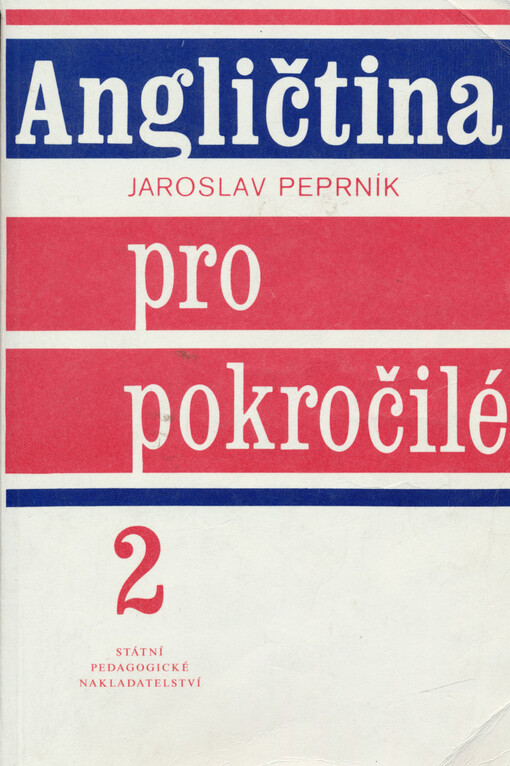 Angličtina
JAROSLAV PEPRNÍK
pro
pokročilé
2
STÁTNÍ
PEDAGOGICKÉ
NAKLADATELSTVÍ